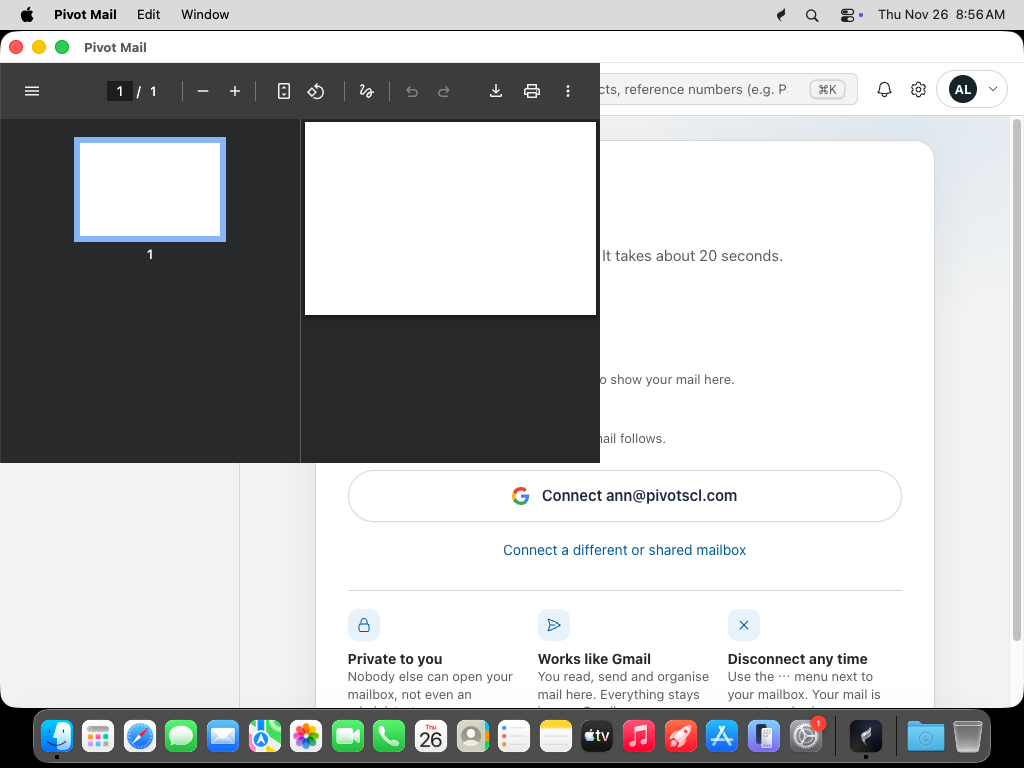 Pivot Mail Edit Window Thu Nov 26 8:56 AM
Pivot Mail
1 / 1
cts, reference numbers (e.g. P
⌘K
AL
1
It takes about 20 seconds.
o show your mail here.
nail follows.
Connect ann@pivotscl.com
Connect a different or shared mailbox
Private to you
Nobody else can open your
mailbox, not even an
Works like Gmail
You read, send and organise
mail here. Everything stays
Disconnect any time
Use the ··· menu next to
your mailbox. Your mail is
Thu
26
tv
1